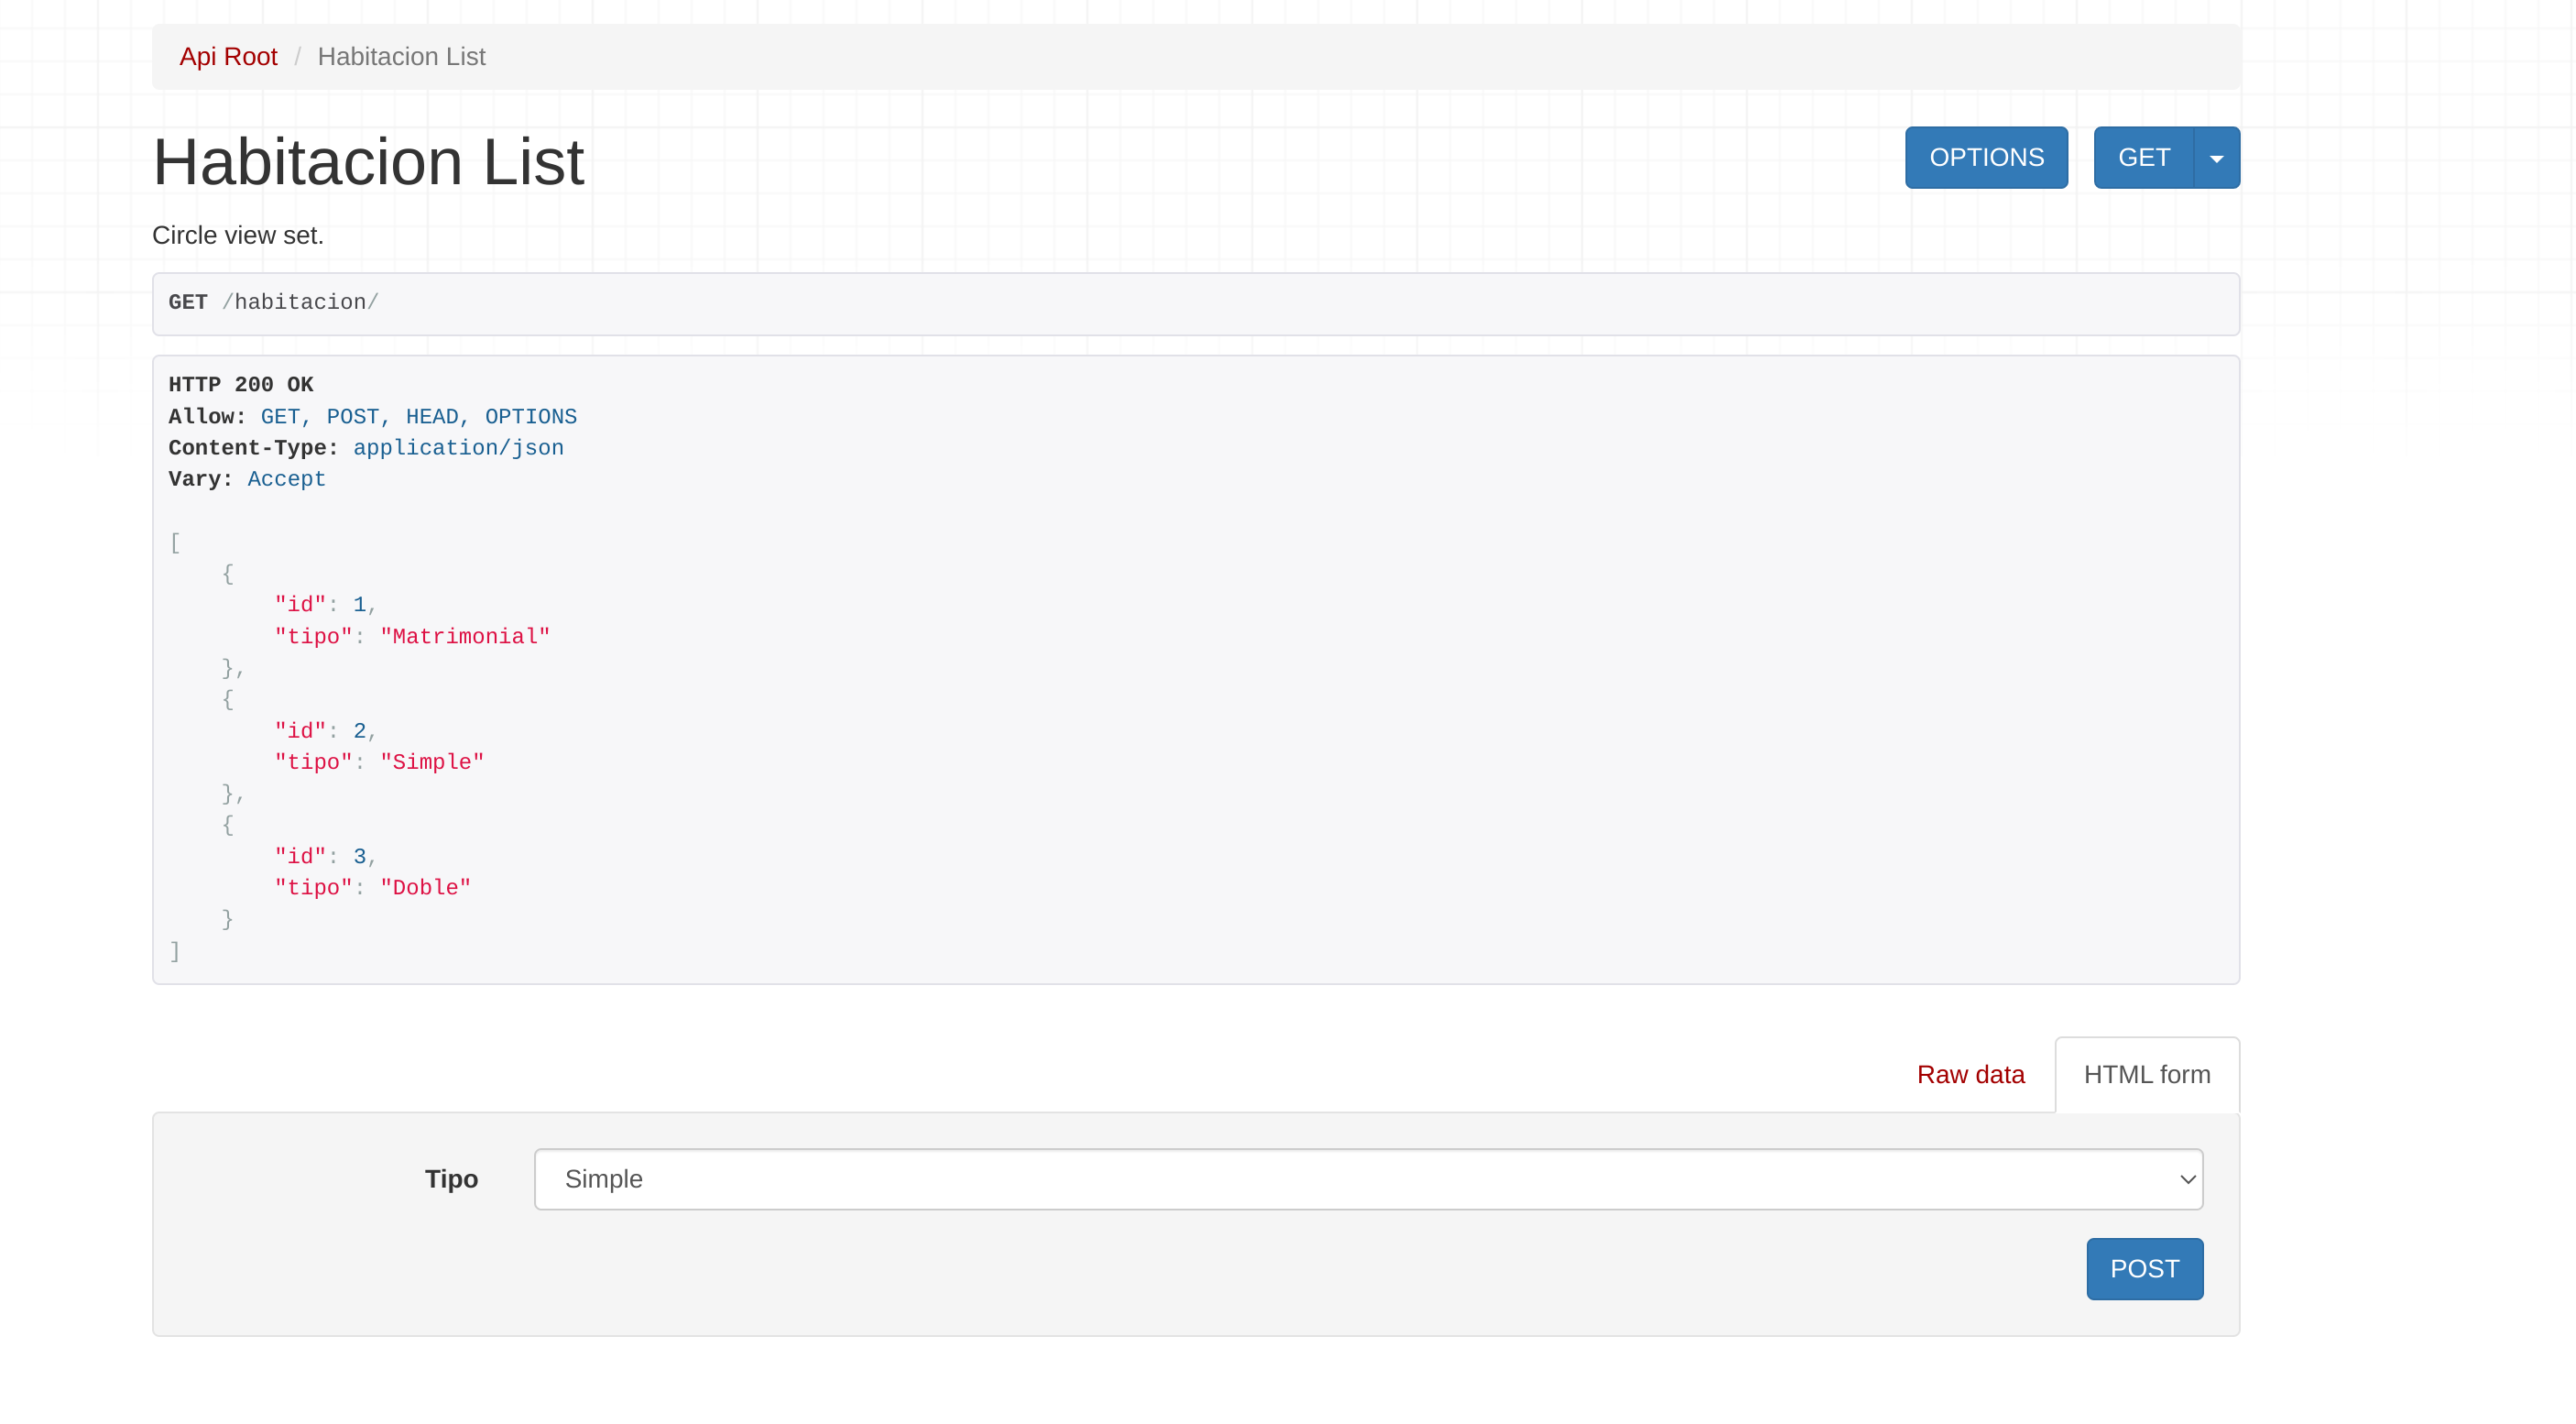 Api Root / Habitacion List
Habitacion List
OPTIONS
GET
Circle view set.
GET /habitacion/
HTTP 200 OK
Allow: GET, POST, HEAD, OPTIONS
Content-Type: application/json
Vary: Accept
[
    {
        "id": 1,
        "tipo": "Matrimonial"
    },
    {
        "id": 2,
        "tipo": "Simple"
    },
    {
        "id": 3,
        "tipo": "Doble"
    }
]
Raw data
HTML form
Tipo
Simple
POST